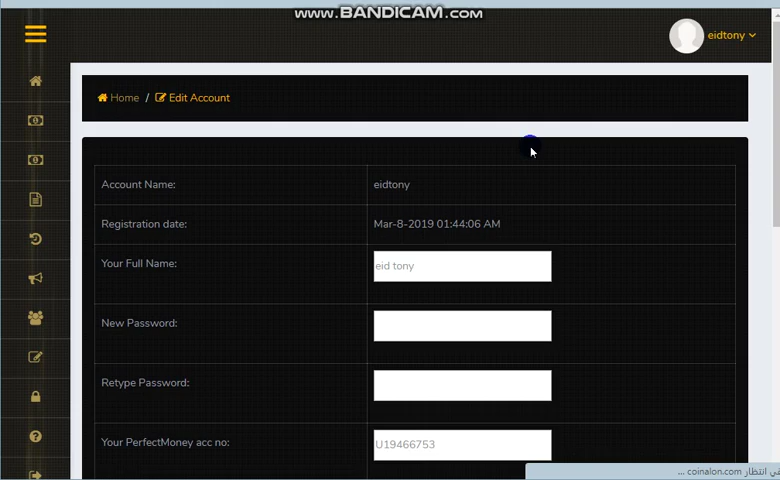 www.BANDICAM.com
eidtony
Home / Edit Account
Account Name: eidtony
Registration date: Mar-8-2019 01:44:06 AM
Your Full Name: eid tony
New Password:
Retype Password:
Your PerfectMoney acc no: U19466753
في انتظار coinalon.com ...